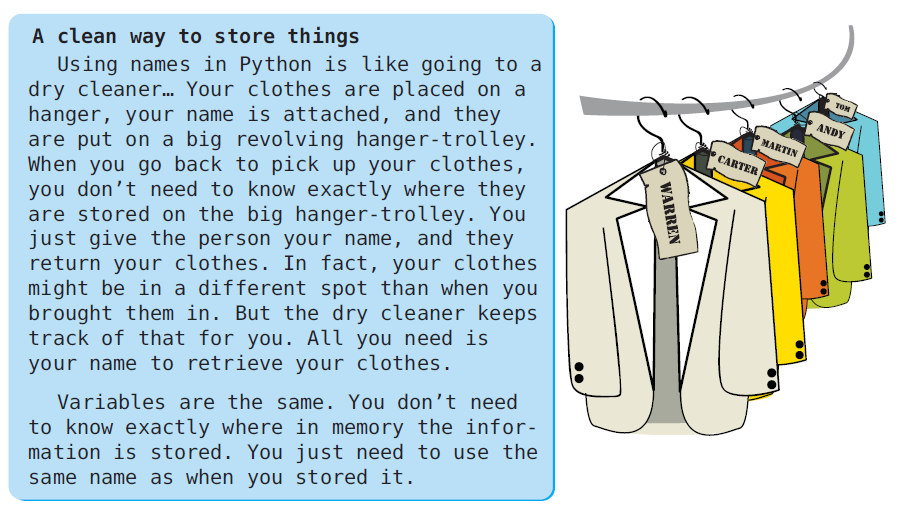 A clean way to store things
Using names in Python is like going to a
dry cleaner… Your clothes are placed on a
hanger, your name is attached, and they
are put on a big revolving hanger-trolley.
When you go back to pick up your clothes,
you don’t need to know exactly where they
are stored on the big hanger-trolley. You
just give the person your name, and they
return your clothes. In fact, your clothes
might be in a different spot than when you
brought them in. But the dry cleaner keeps
track of that for you. All you need is
your name to retrieve your clothes.
Variables are the same. You don’t need
to know exactly where in memory the infor-
mation is stored. You just need to use the
same name as when you stored it.
WARREN
CARTER
MARTIN
ANDY
TOM